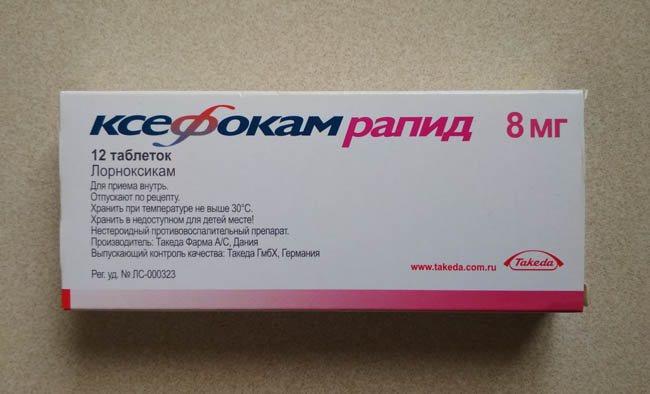 ксефокам рапид 8 мг
12 таблеток
Лорноксикам
Для приема внутрь.
Отпускают по рецепту.
Хранить при температуре не выше 30°С.
Хранить в недоступном для детей месте!
Нестероидный противовоспалительный препарат.
Производитель: Такеда Фарма А/С, Дания
Выпускающий контроль качества: Такеда ГмбХ, Германия
Рег. уд. № ЛС-000323
www.takeda.com.ru
Takeda